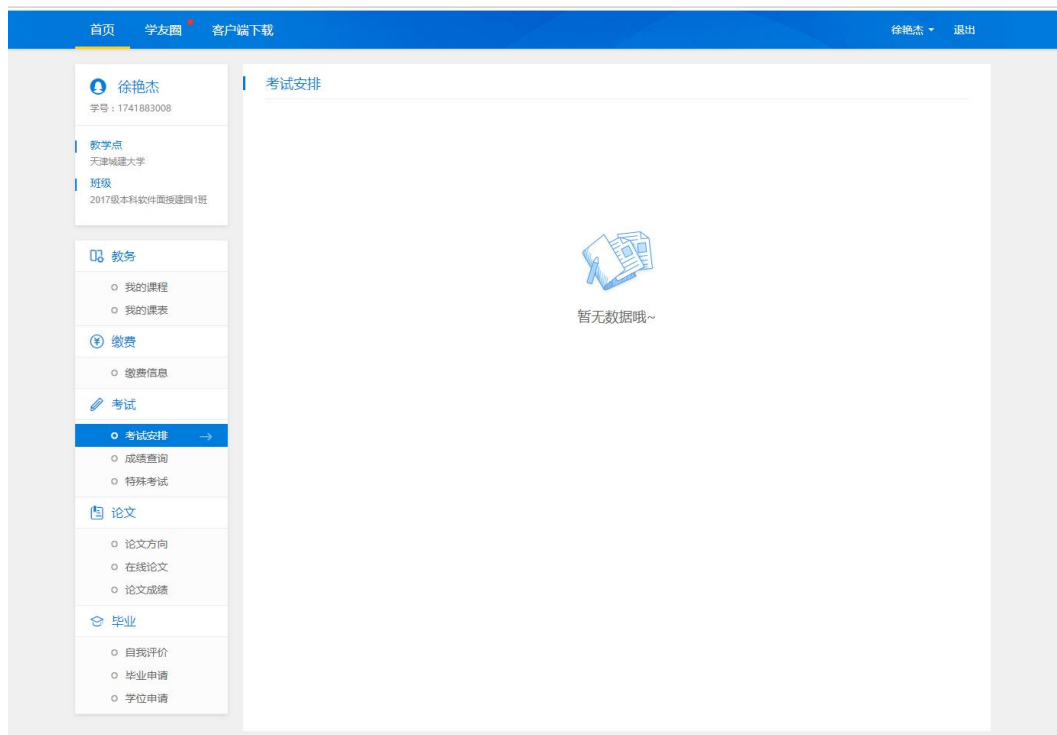 首页 学友圈 客户端下载 徐艳杰 退出
徐艳杰
学号：1741883008
教学点
天津城建大学
班级
2017级本科软件面授建园1班
教务
我的课程
我的课表
缴费
缴费信息
考试
考试安排
成绩查询
特殊考试
论文
论文方向
在线论文
论文成绩
毕业
自我评价
毕业申请
学位申请
考试安排
暂无数据哦~